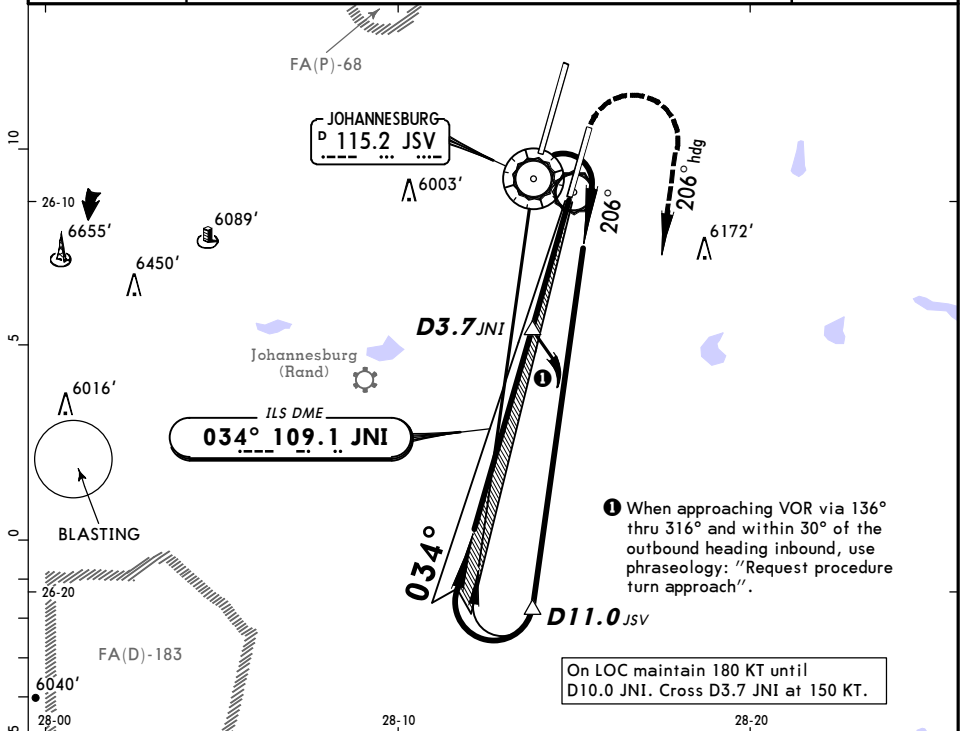 FA(P)-68
JOHANNESBURG
D 115.2 JSV
10
6003'
206° hdg
26-10
6655'
6089'
206°
6172'
6450'
D3.7 JNI
5
Johannesburg
(Rand)
❶
6016'
ILS DME
034° 109.1 JNI
❶ When approaching VOR via 136°
thru 316° and within 30° of the
outbound heading inbound, use
phraseology: "Request procedure
turn approach".
BLASTING
0
034°
26-20
D11.0 JSV
FA(D)-183
On LOC maintain 180 KT until
D10.0 JNI. Cross D3.7 JNI at 150 KT.
6040'
28-00
28-10
28-20
5